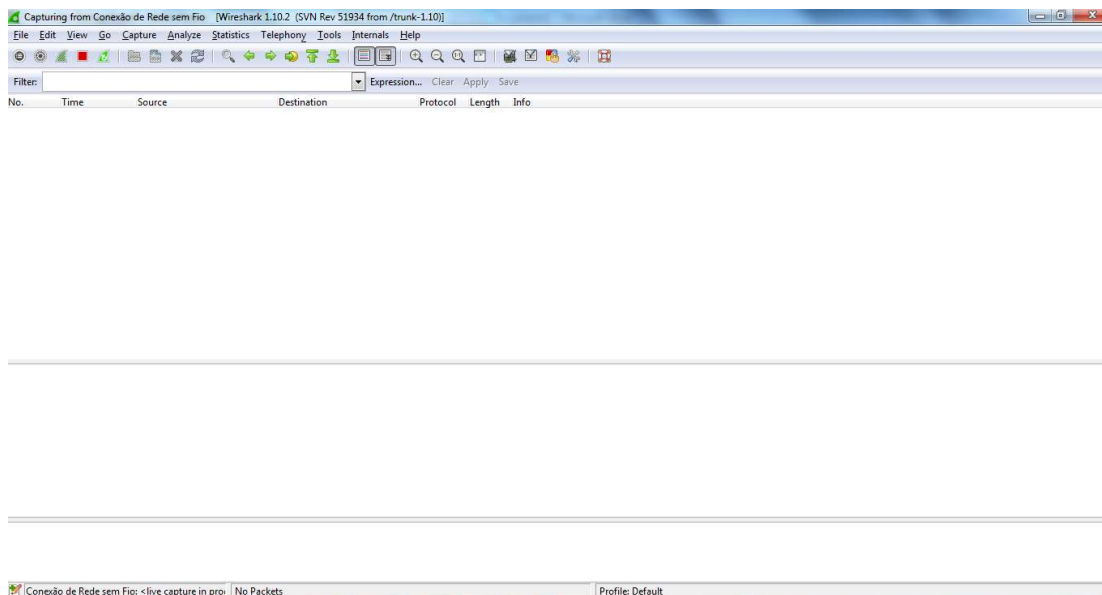 Capturing from Conexão de Rede sem Fio [Wireshark 1.10.2 (SVN Rev 51934 from /trunk-1.10)]
File Edit View Go Capture Analyze Statistics Telephony Tools Internals Help
Filter: Expression... Clear Apply Save
No. Time Source Destination Protocol Length Info
Conexão de Rede sem Fio: <live capture in pro No Packets Profile: Default